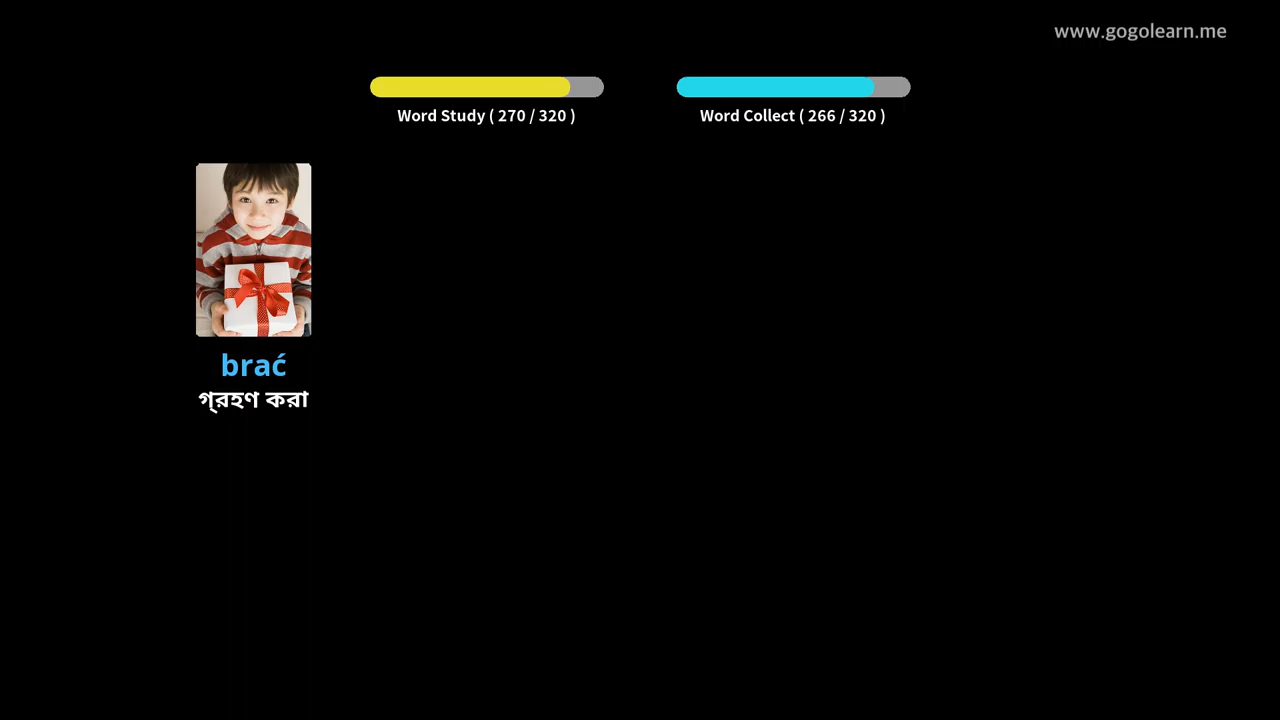 www.gogolearn.me
Word Study ( 270 / 320 )
Word Collect ( 266 / 320 )
brać
গ্রহণ করা